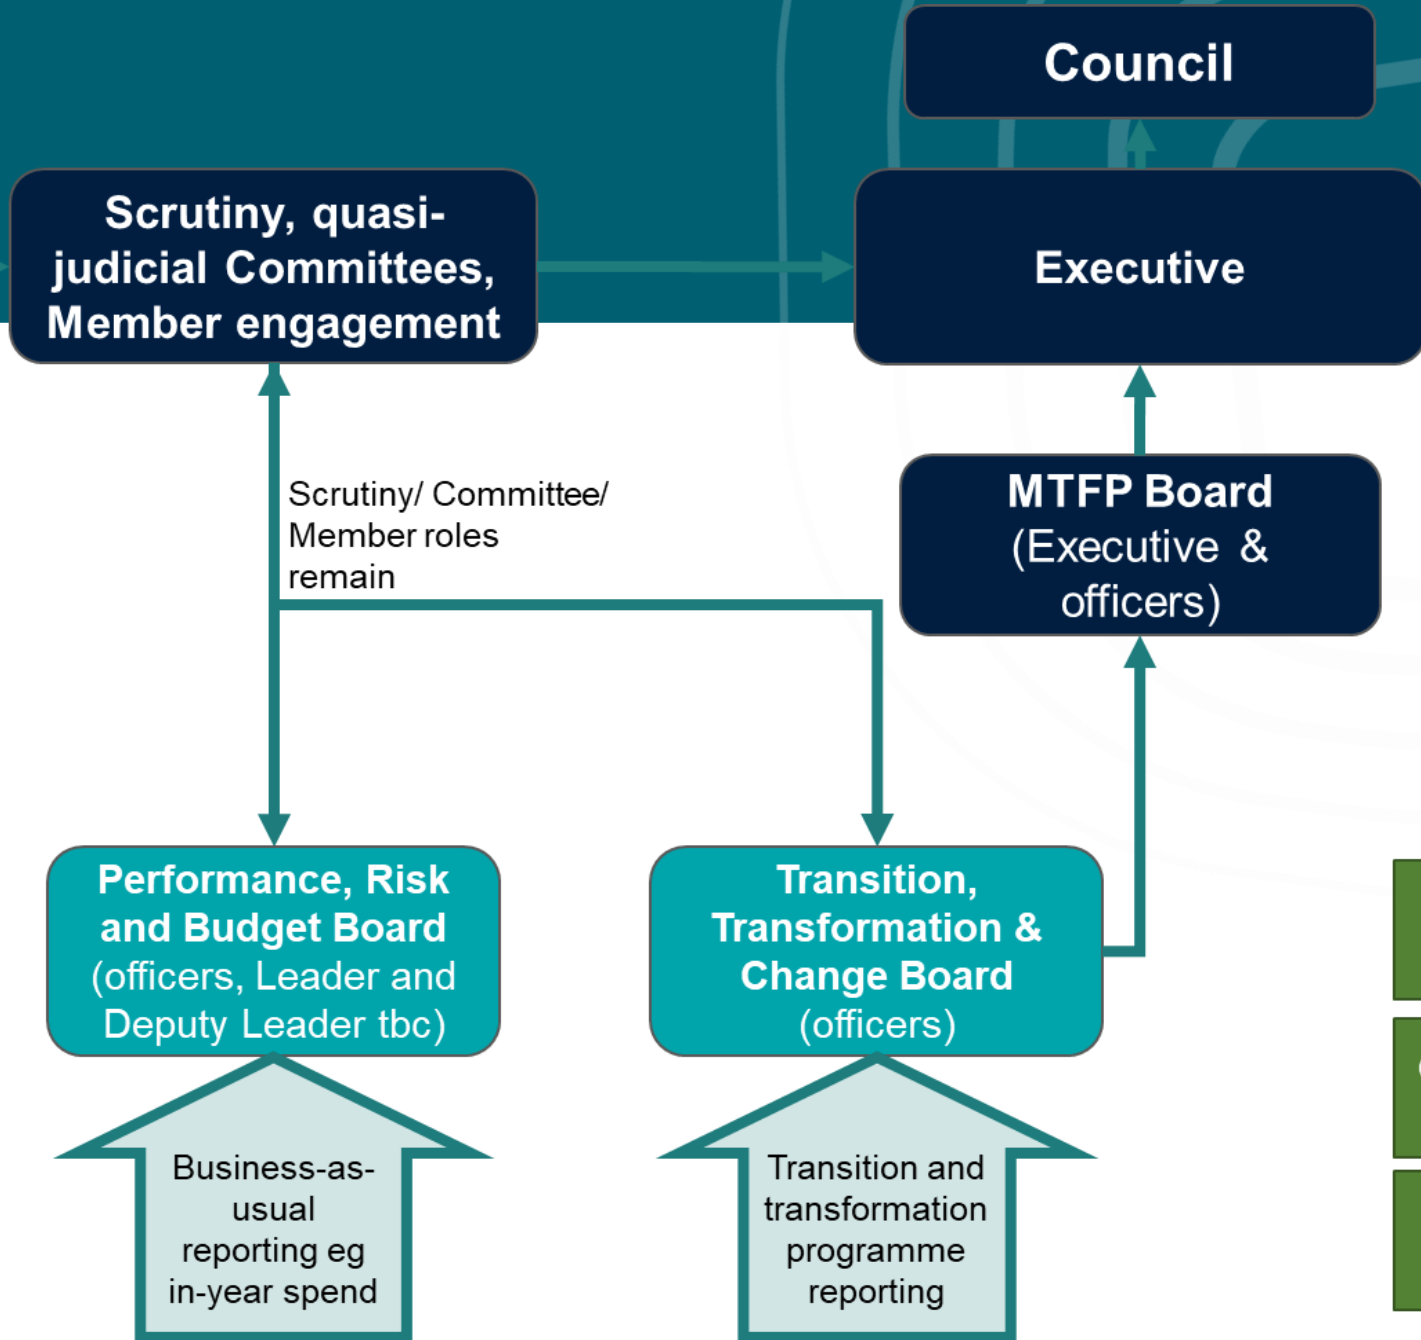 Council
Scrutiny, quasi-
judicial Committees,
Member engagement
Executive
Scrutiny/ Committee/
Member roles
remain
MTFP Board
(Executive & 
officers)
Performance, Risk
and Budget Board
(officers, Leader and
Deputy Leader tbc)
Transition,
Transformation &
Change Board
(officers)
Business-as-
usual
reporting eg
in-year spend
Transition and
transformation
programme
reporting